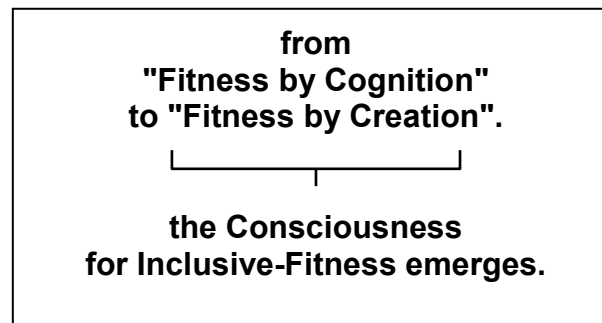 from
"Fitness by Cognition"
to "Fitness by Creation".
the Consciousness
for Inclusive-Fitness emerges.